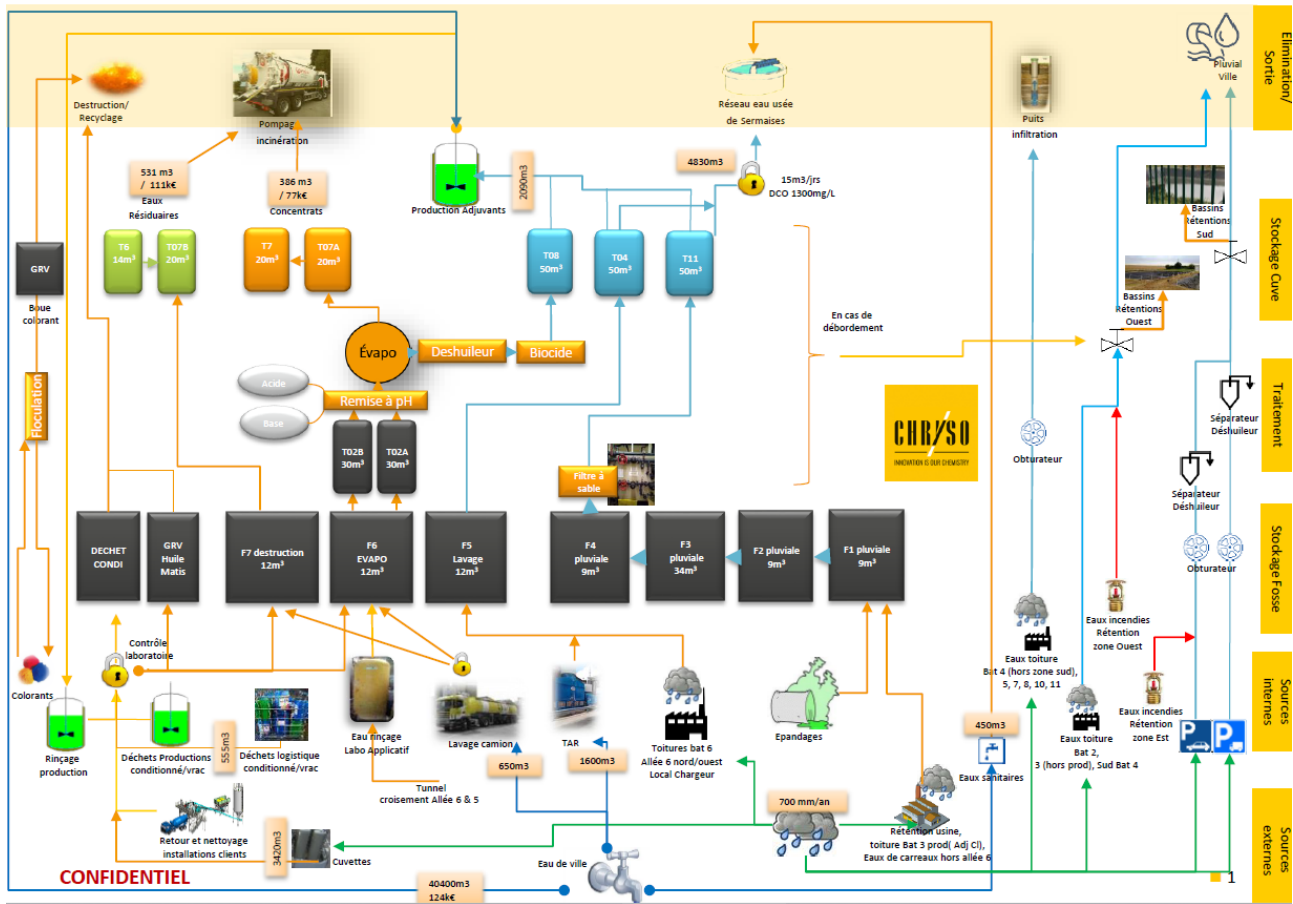 Elimination/
Sortie
Destruction/
Recyclage
Pompage
incinération
Réseau eau usée
de Sermaises
Puits
infiltration
Pluvial
Ville
531 m3
/ 111k€
Eaux
Résiduaires
386 m3
/ 77k€
Concentrats
Production Adjuvants
2090m3
4830m3
15m3/jrs
DCO 1300mg/L
Bassins
Rétentions
Sud
Stockage Cuve
GRV
Boue
colorant
T6
14m³
T07B
20m³
T7
20m³
T07A
20m³
T08
50m³
T04
50m³
T11
50m³
Bassins
Rétentions
Ouest
En cas de
débordement
Évapo
Deshuileur
Biocide
Acide
Base
Remise à pH
Floculation
Traitement
CHRYSO
INNOVATION IS OUR CHEMISTRY
Séparateur
Déshuileur
Obturateur
T02B
30m³
T02A
30m³
Filtre à
sable
Séparateur
Déshuileur
Obturateur
Stockage Fosse
DECHET
CONDI
GRV
Huile
Matis
F7 destruction
12m³
F6
EVAPO
12m³
F5
Lavage
12m³
F4
pluviale
9m³
F3
pluviale
34m³
F2 pluviale
9m³
F1 pluviale
9m³
Eaux incendies
Rétention
zone Ouest
Contrôle
laboratoire
Colorants
Eaux toiture
Bat 4 (hors zone sud),
5, 7, 8, 10, 11
Sources
internes
Eaux incendies
Rétention
zone Est
Rinçage
production
Déchets Productions
conditionné/vrac
555m3
Déchets logistique
conditionné/vrac
Eau rinçage
Labo Applicatif
Lavage camion
TAR
650m3
1600m3
Toitures bat 6
Allée 6 nord/ouest
Local Chargeur
Epandages
450m3
Eaux sanitaires
Eaux toiture
Bat 2,
3 (hors prod), Sud Bat 4
P
P
Tunnel
croisement Allée 6 & 5
700 mm/an
Retour et nettoyage
installations clients
3420m3
Cuvettes
Eau de ville
Rétention usine,
toiture Bat 3 prod( Adj Cl),
Eaux de carreaux hors allée 6
Sources
externes
CONFIDENTIEL
40400m3
124k€
1